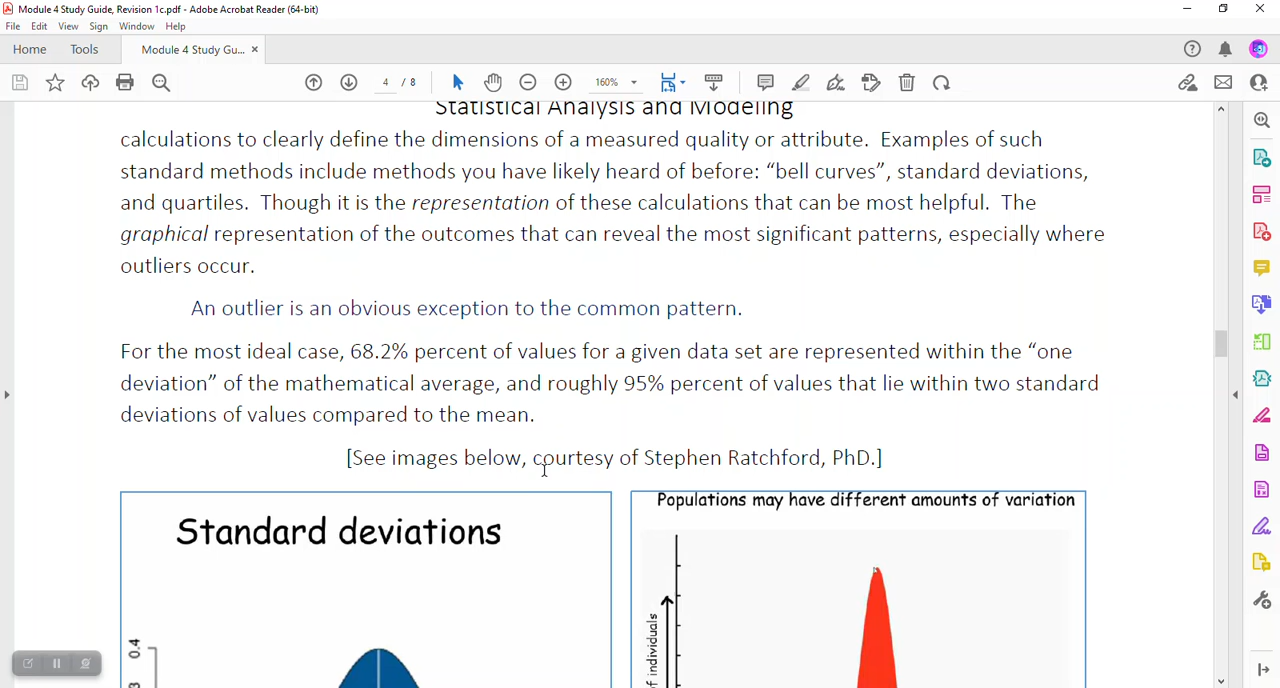 Module 4 Study Guide, Revision 1c.pdf - Adobe Acrobat Reader (64-bit)
File Edit View Sign Window Help
Home Tools Module 4 Study Gu... ×
4 / 8 160%
Statistical Analysis and Modeling
calculations to clearly define the dimensions of a measured quality or attribute.  Examples of such
standard methods include methods you have likely heard of before: “bell curves”, standard deviations,
and quartiles.  Though it is the representation of these calculations that can be most helpful.  The
graphical representation of the outcomes that can reveal the most significant patterns, especially where
outliers occur.
An outlier is an obvious exception to the common pattern.
For the most ideal case, 68.2% percent of values for a given data set are represented within the “one
deviation” of the mathematical average, and roughly 95% percent of values that lie within two standard
deviations of values compared to the mean.
[See images below, courtesy of Stephen Ratchford, PhD.]
Standard deviations
0.4
3
Populations may have different amounts of variation
f individuals